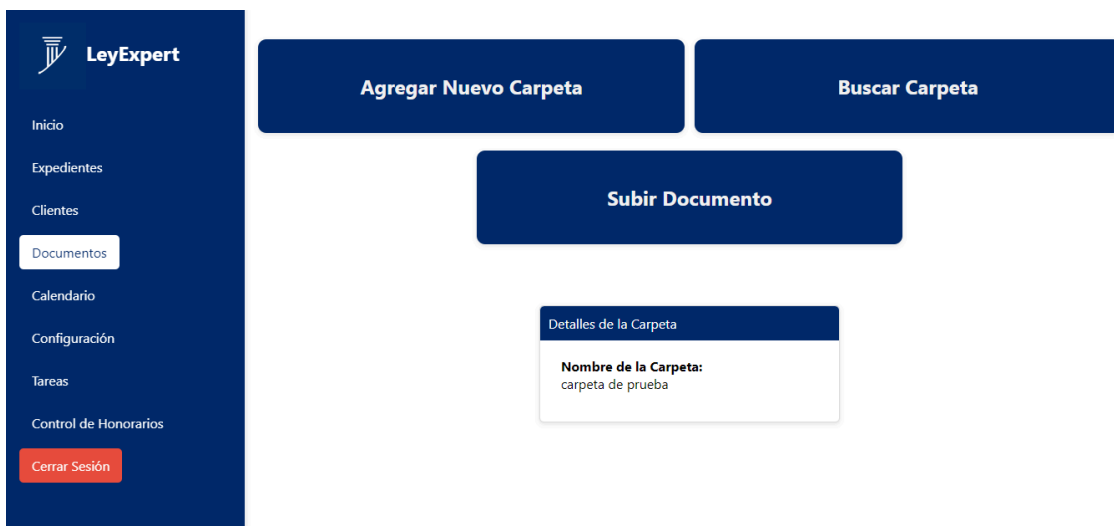 LeyExpert
Inicio
Expedientes
Clientes
Documentos
Calendario
Configuración
Tareas
Control de Honorarios
Cerrar Sesión
Agregar Nuevo Carpeta
Buscar Carpeta
Subir Documento
Detalles de la Carpeta
Nombre de la Carpeta:
carpeta de prueba